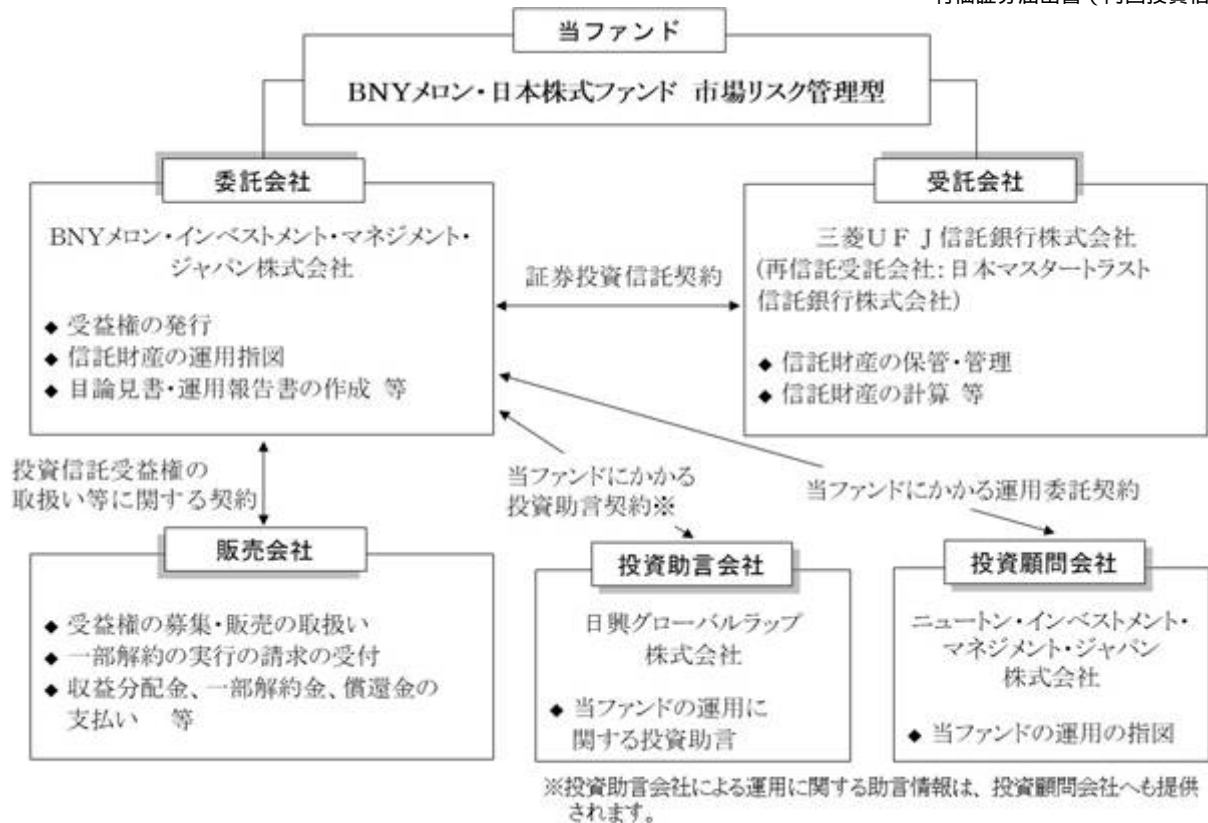 当ファンド
BNYメロン・日本株式ファンド 市場リスク管理型
委託会社
BNYメロン・インベストメント・マネジメント・
ジャパン株式会社
◆ 受益権の発行
◆ 信託財産の運用指図
◆ 目論見書・運用報告書の作成 等
証券投資信託契約
受託会社
三菱UFJ信託銀行株式会社
(再信託受託会社:日本マスタートラスト
信託銀行株式会社)
◆ 信託財産の保管・管理
◆ 信託財産の計算 等
投資信託受益権の
取扱い等に関する契約
当ファンドにかかる
投資助言契約※
当ファンドにかかる運用委託契約
販売会社
◆ 受益権の募集・販売の取扱い
◆ 一部解約の実行の請求の受付
◆ 収益分配金、一部解約金、償還金の
支払い 等
投資助言会社
日興グローバルラップ
株式会社
◆ 当ファンドの運用に
関する投資助言
投資顧問会社
ニュートン・インベストメント・
マネジメント・ジャパン
株式会社
◆ 当ファンドの運用の指図
※投資助言会社による運用に関する助言情報は、投資顧問会社へも提供
されます。